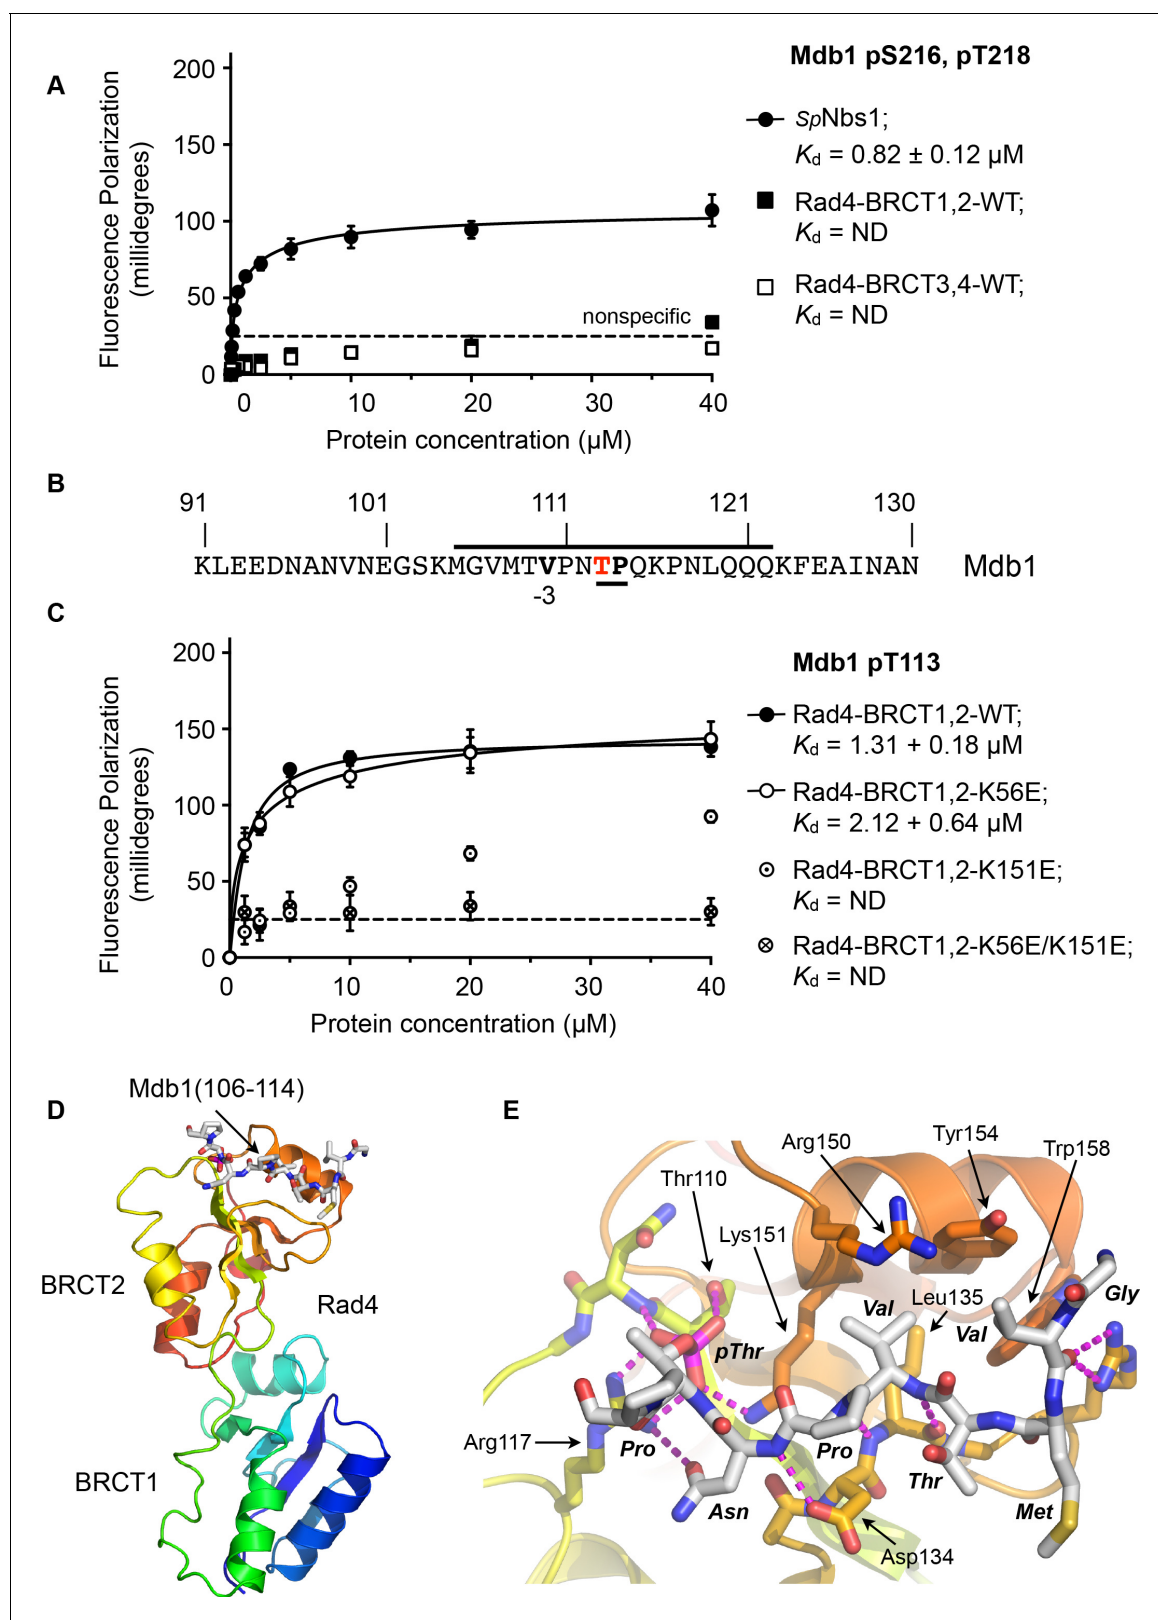 A
Fluorescence Polarization
(millidegrees)
200
150
100
50
0
nonspecific
0
10
20
30
40
Protein concentration (µM)
Mdb1 pS216, pT218
SpNbs1;
Kd = 0.82 ± 0.12 µM
Rad4-BRCT1,2-WT;
Kd = ND
Rad4-BRCT3,4-WT;
Kd = ND
B
91 101 111 121 130
KLEEDNANVNEGSKMGVMTVPNTPQKPNLQQQKFEAINAN Mdb1
-3
C
Fluorescence Polarization
(millidegrees)
200
150
100
50
0
0
10
20
30
40
Protein concentration (µM)
Mdb1 pT113
Rad4-BRCT1,2-WT;
Kd = 1.31 + 0.18 µM
Rad4-BRCT1,2-K56E;
Kd = 2.12 + 0.64 µM
Rad4-BRCT1,2-K151E;
Kd = ND
Rad4-BRCT1,2-K56E/K151E;
Kd = ND
D
Mdb1(106-114)
BRCT2
Rad4
BRCT1
E
Arg150
Tyr154
Trp158
Thr110
Lys151
Val
Leu135
Val
Gly
pThr
Arg117
Pro
Pro
Thr
Asn
Met
Asp134